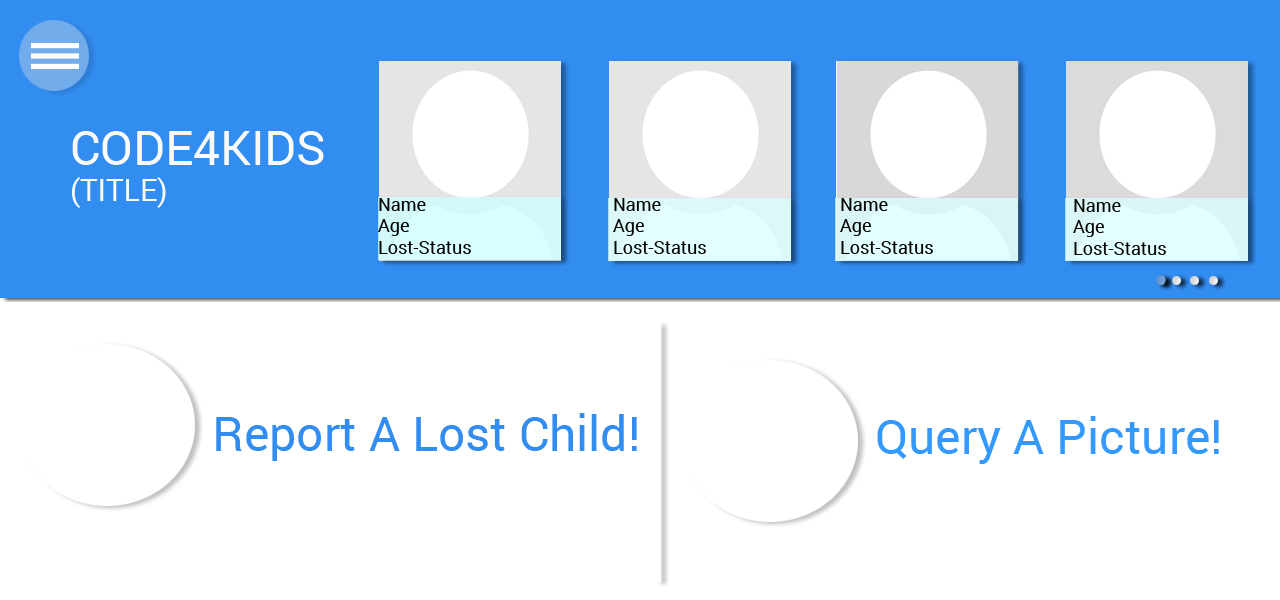 CODE4KIDS
(TITLE)
Name
Age
Lost-Status
Name
Age
Lost-Status
Name
Age
Lost-Status
Name
Age
Lost-Status
Report A Lost Child!
Query A Picture!